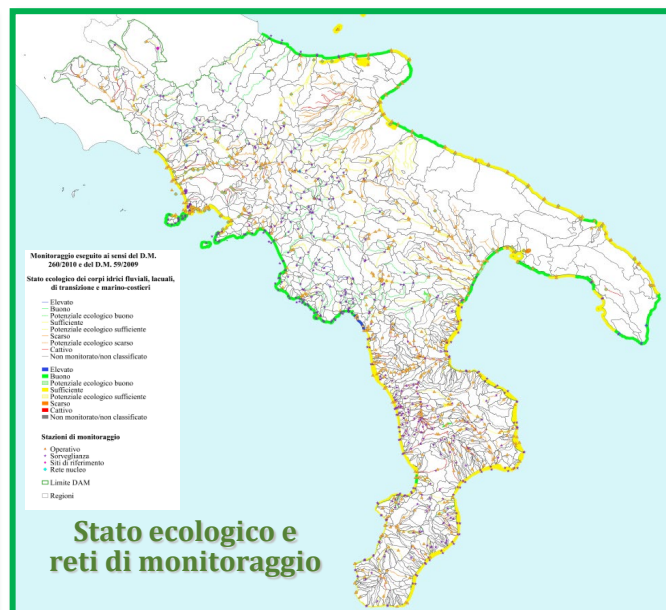 Monitoraggio eseguito ai sensi del D.M.
260/2010 e del D.M. 59/2009
Stato ecologico dei corpi idrici fluviali, lacuali,
di transizione e marino-costieri
Elevato
Buono
Potenziale ecologico buono
Sufficiente
Potenziale ecologico sufficiente
Scarso
Potenziale ecologico scarso
Cattivo
Non monitorato/non classificato
Elevato
Buono
Potenziale ecologico buono
Sufficiente
Potenziale ecologico sufficiente
Scarso
Cattivo
Non monitorato/non classificato
Stazioni di monitoraggio
Operativo
Sorveglianza
Siti di riferimento
Rete nucleo
Limite DAM
Regioni
Stato ecologico e
reti di monitoraggio